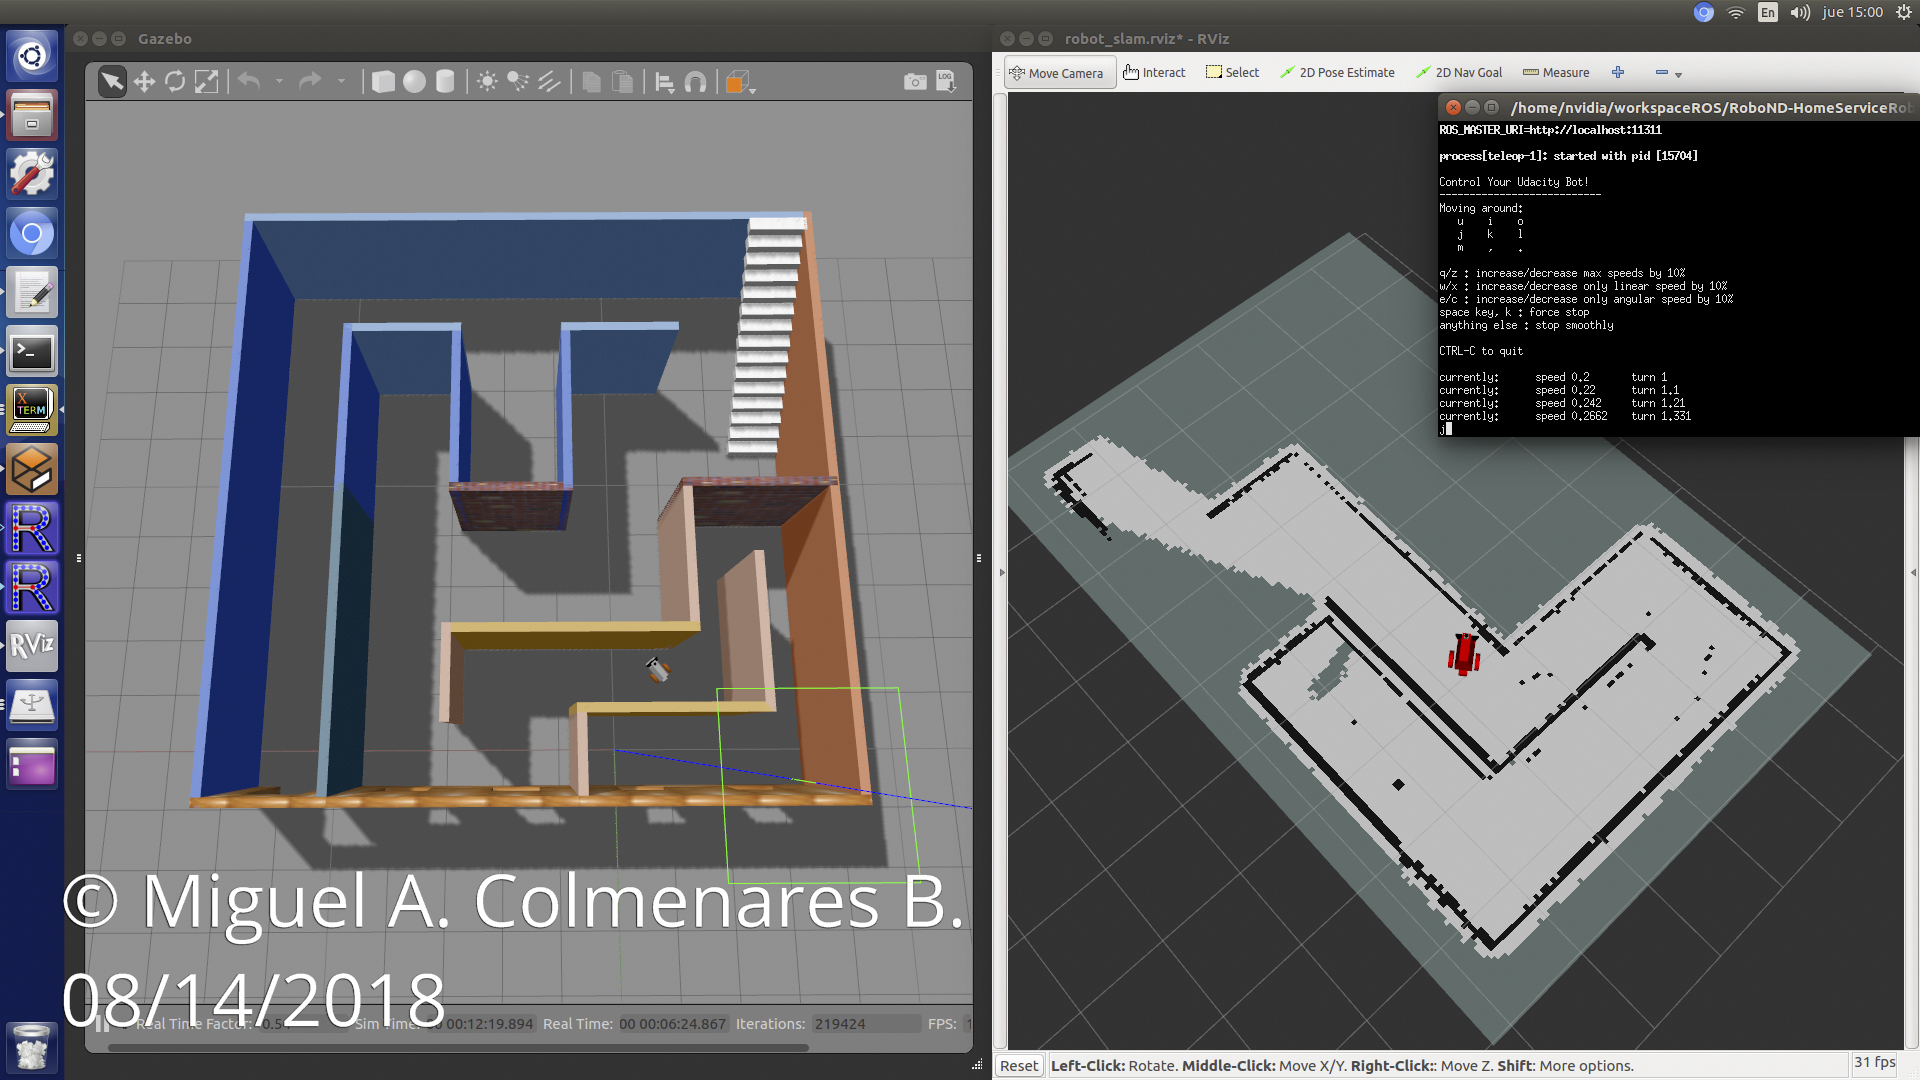 En
jue 15:00
Gazebo
robot_slam.rviz* - RViz
LOG
Move Camera
Interact
Select
2D Pose Estimate
2D Nav Goal
Measure
/home/nvidia/workspaceROS/RoboND-HomeServiceRob
ROS_MASTER_URI=http://localhost:11311
process[teleop-1]: started with pid [15704]
Control Your Udacity Bot!
---------------------------
Moving around:
u i o
j k l
m , .
q/z : increase/decrease max speeds by 10%
w/x : increase/decrease only linear speed by 10%
e/c : increase/decrease only angular speed by 10%
space key, k : force stop
anything else : stop smoothly
CTRL-C to quit
currently: speed 0.2 turn 1
currently: speed 0.22 turn 1.1
currently: speed 0.242 turn 1.21
currently: speed 0.2662 turn 1.331
j
X
TERM
R
R
RViz
© Miguel A. Colmenares B.
08/14/2018
Real Time Factor: Sim Time: 00:12:19.894 Real Time: 00 00:06:24.867 Iterations: 219424 FPS:
Reset
Left-Click: Rotate. Middle-Click: Move X/Y. Right-Click:: Move Z. Shift: More options.
31 fps